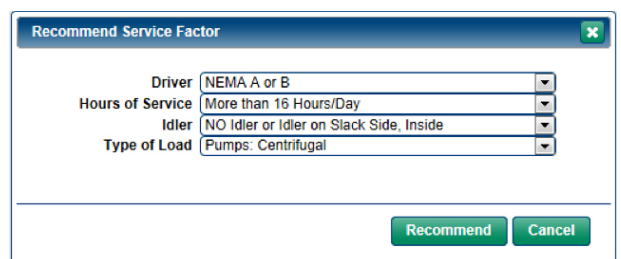 Recommend Service Factor
Driver NEMA A or B
Hours of Service More than 16 Hours/Day
Idler NO Idler or Idler on Slack Side, Inside
Type of Load Pumps: Centrifugal
Recommend Cancel